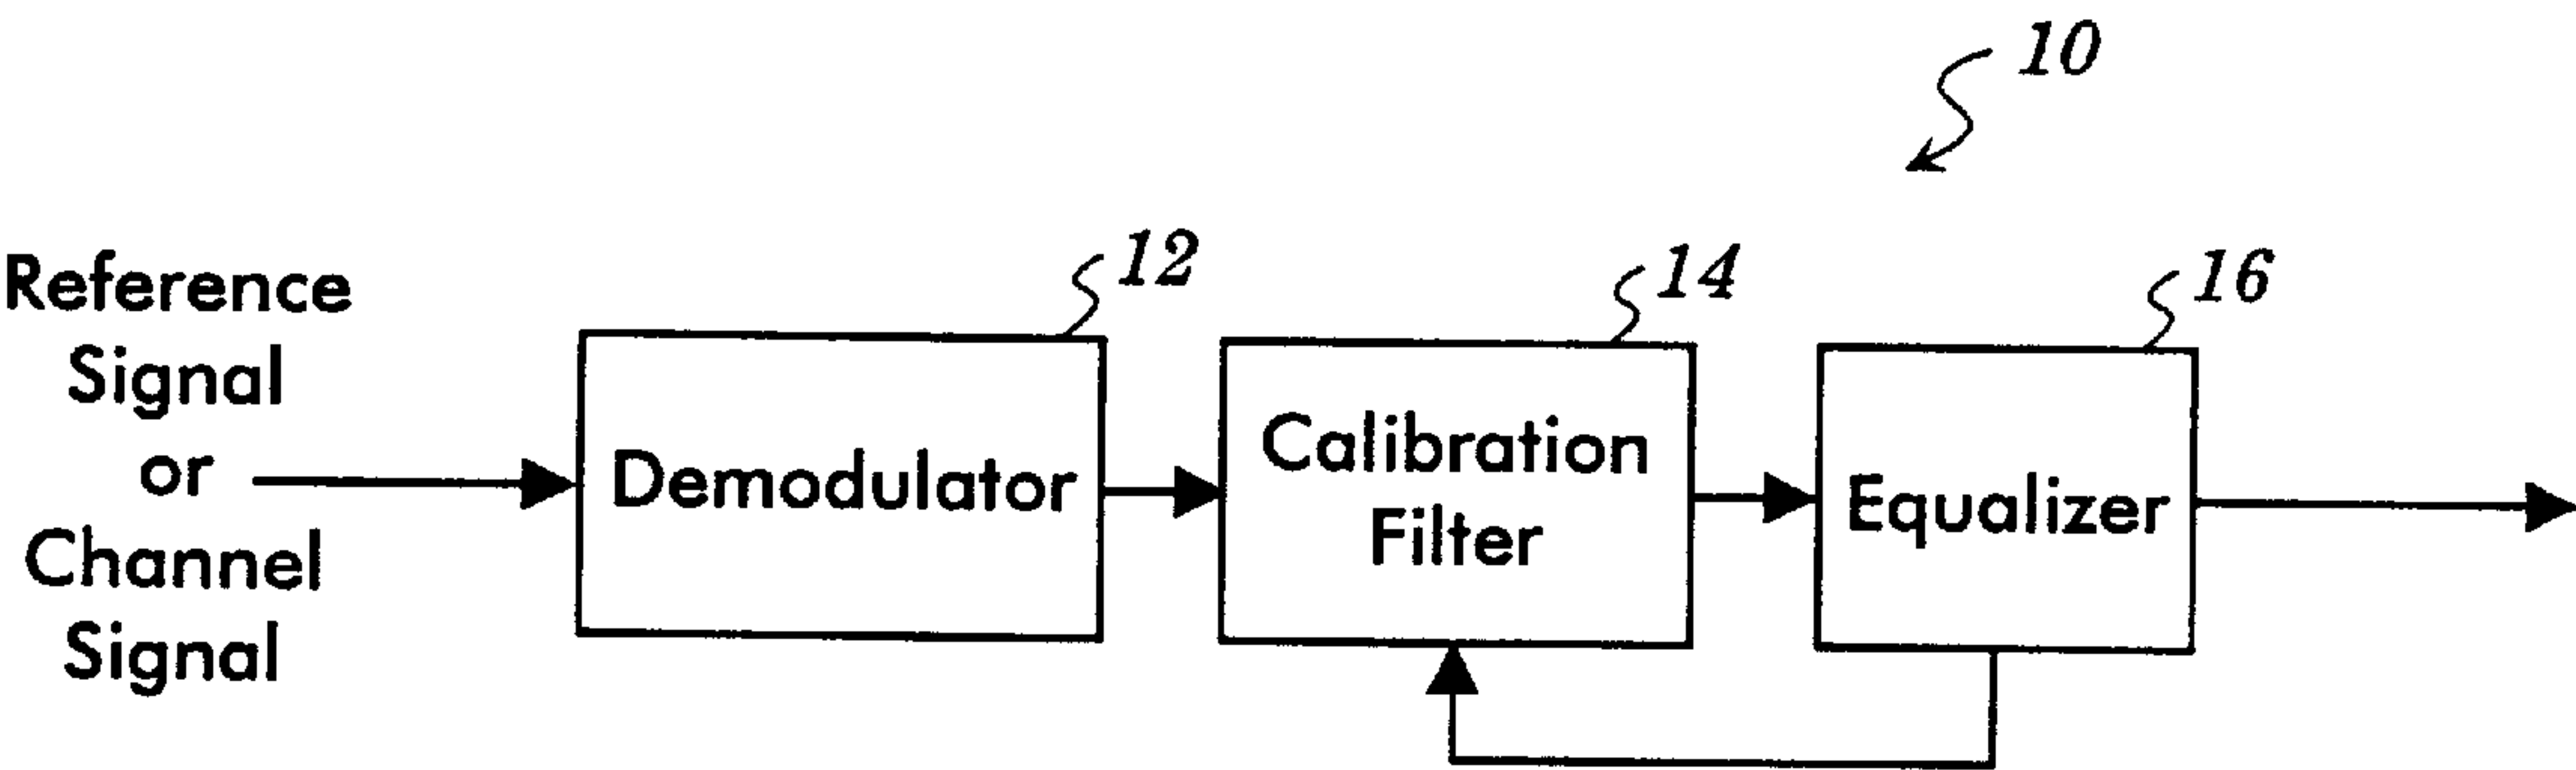 10
12
14
16
Reference
Signal
or
Channel
Signal
Demodulator
Calibration
Filter
Equalizer